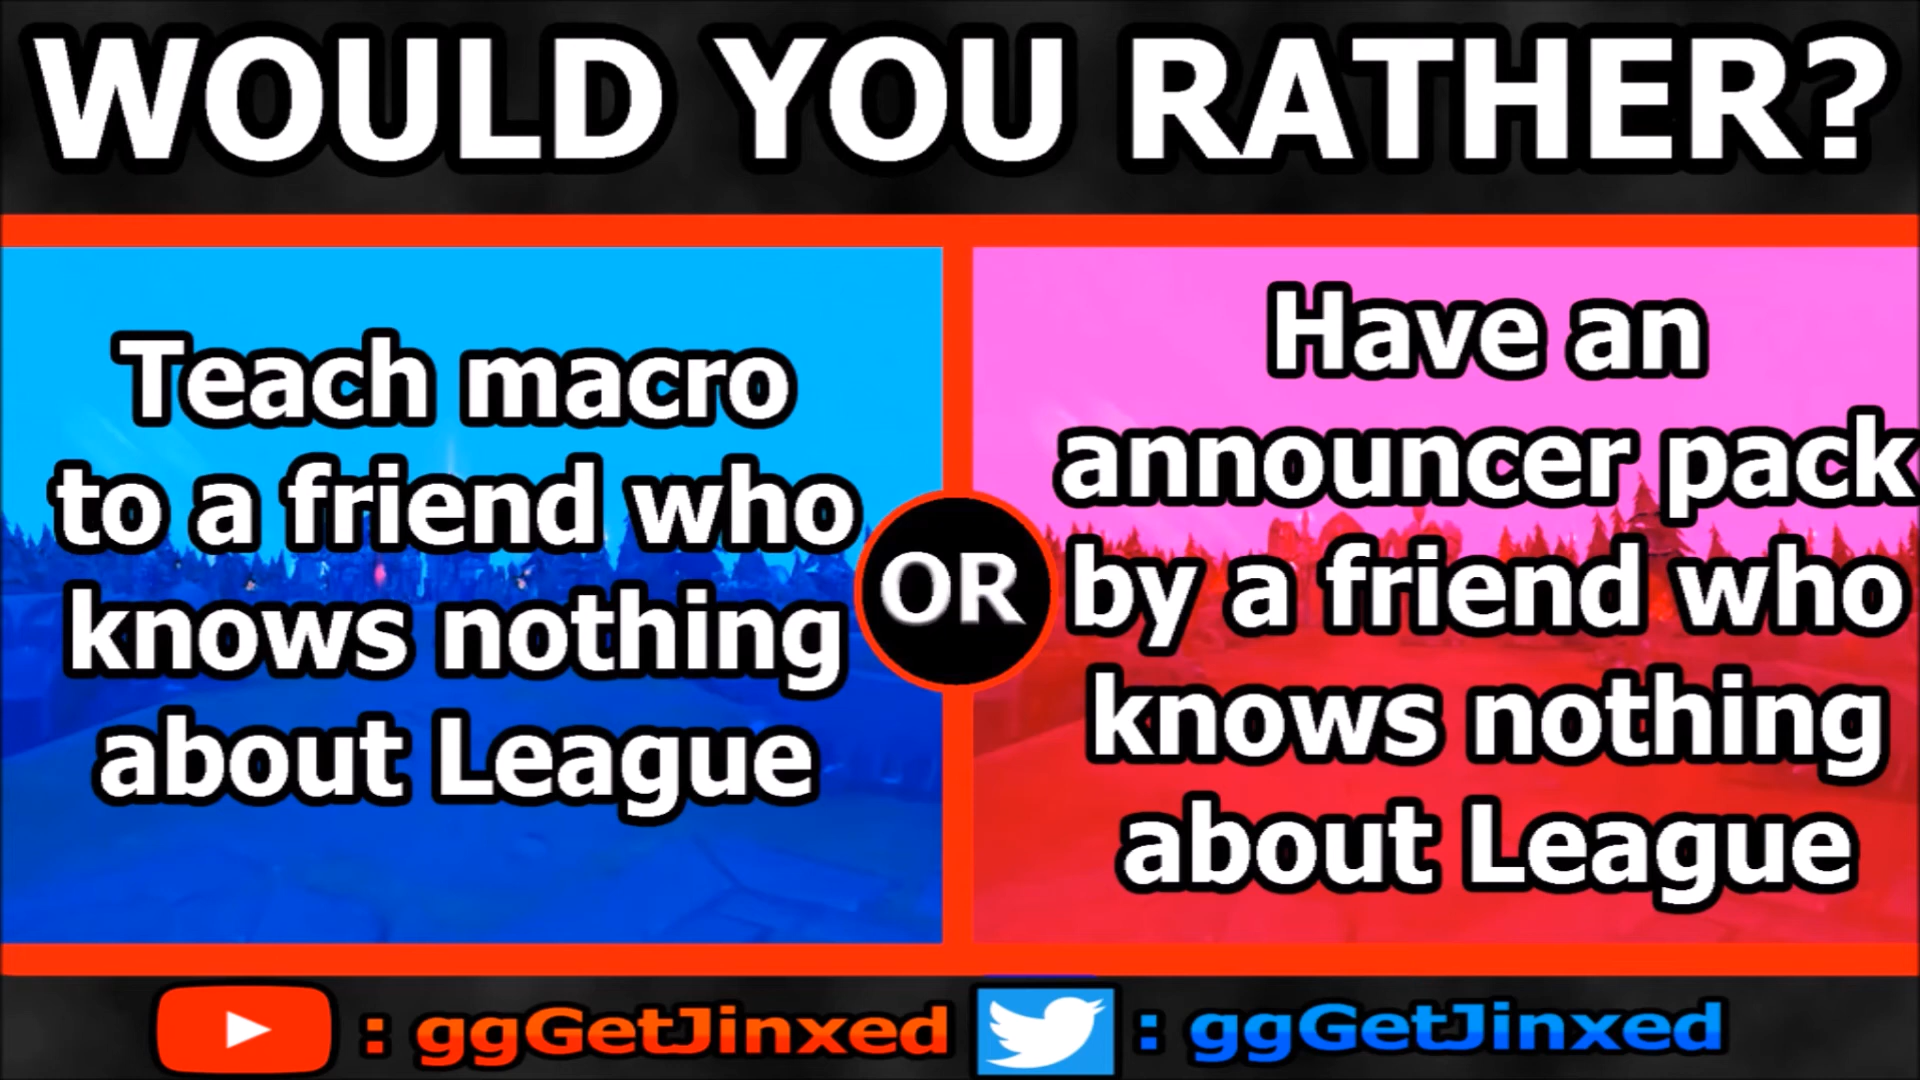 WOULD YOU RATHER?
Teach macro
to a friend who
knows nothing
about League
OR
Have an
announcer pack
by a friend who
knows nothing
about League
: ggGetJinxed
: ggGetJinxed